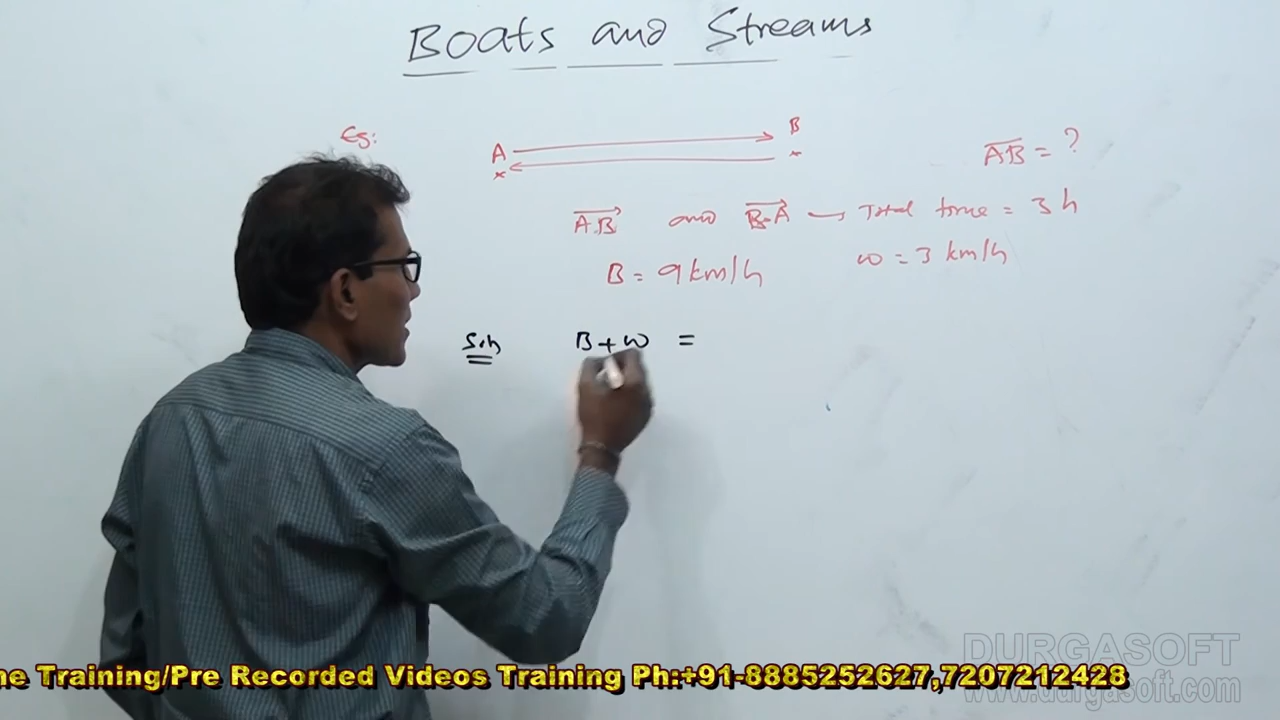 Boats and Streams
Eg:
A B
x x
AB = ?
AB and BA → Total time = 3 h
B = 9 km/h w = 3 km/h
Soln B + w =
DURGASOFT
www.durgasoft.com
ne Training/Pre Recorded Videos Training Ph:+91-8885252627,7207212428